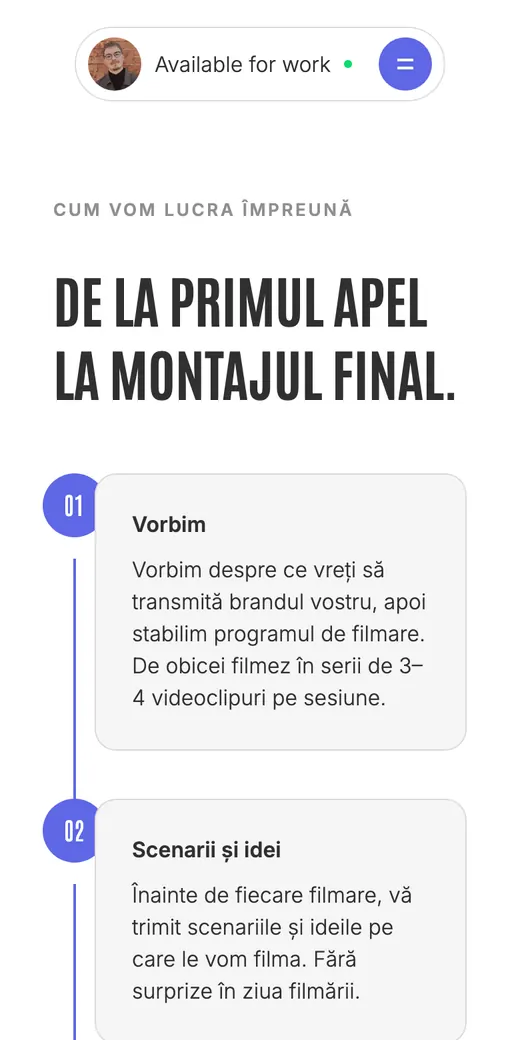 Available for work
CUM VOM LUCRA ÎMPREUNĂ
DE LA PRIMUL APEL
LA MONTAJUL FINAL.
01
Vorbim
Vorbim despre ce vreți să
transmită brandul vostru, apoi
stabilim programul de filmare.
De obicei filmez în serii de 3–
4 videoclipuri pe sesiune.
02
Scenarii și idei
Înainte de fiecare filmare, vă
trimit scenariile și ideile pe
care le vom filma. Fără
surprize în ziua filmării.